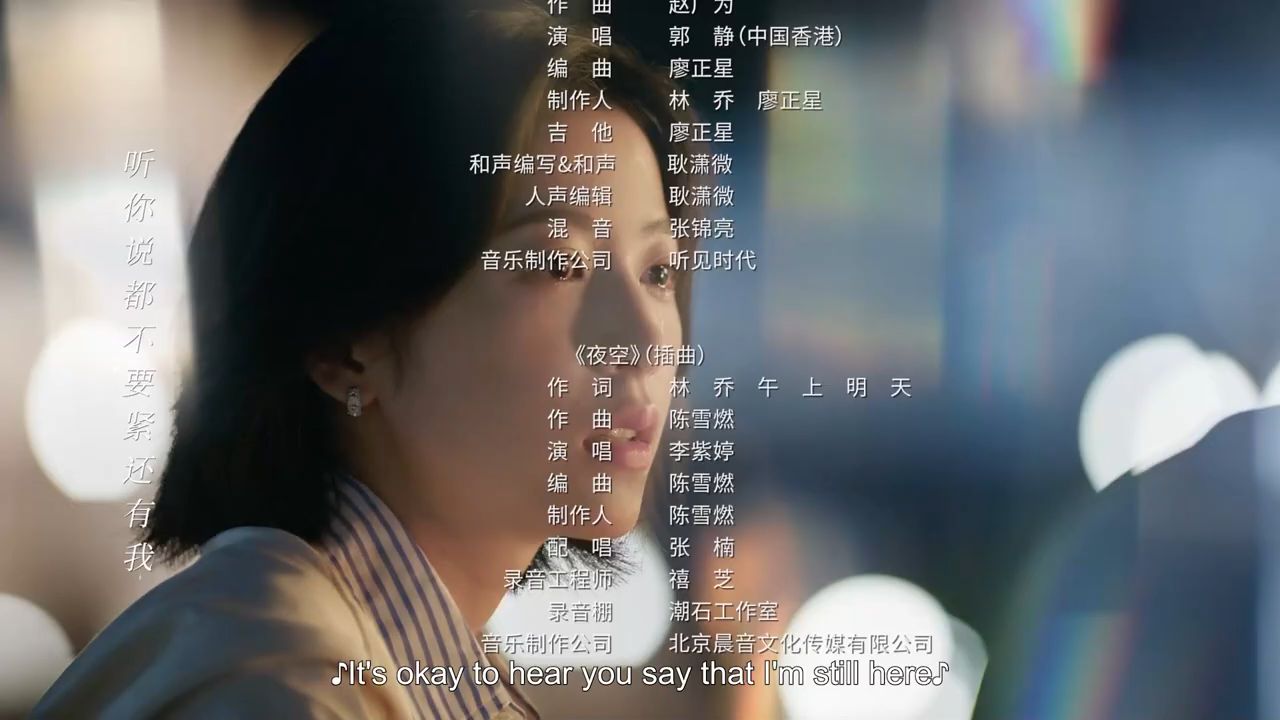 作 曲 赵广为
演 唱 郭 静(中国香港)
编 曲 廖正星
制作人 林 乔 廖正星
吉 他 廖正星
和声编写&和声 耿潇微
人声编辑 耿潇微
混 音 张锦亮
音乐制作公司 听见时代
听你说都不要紧还有我
《夜空》(插曲)
作 词 林 乔 午 上 明 天
作 曲 陈雪燃
演 唱 李紫婷
编 曲 陈雪燃
制作人 陈雪燃
配 唱 张 楠
录音工程师 禧 芝
录音棚 潮石工作室
音乐制作公司 北京晨音文化传媒有限公司
♪It's okay to hear you say that I'm still here♪